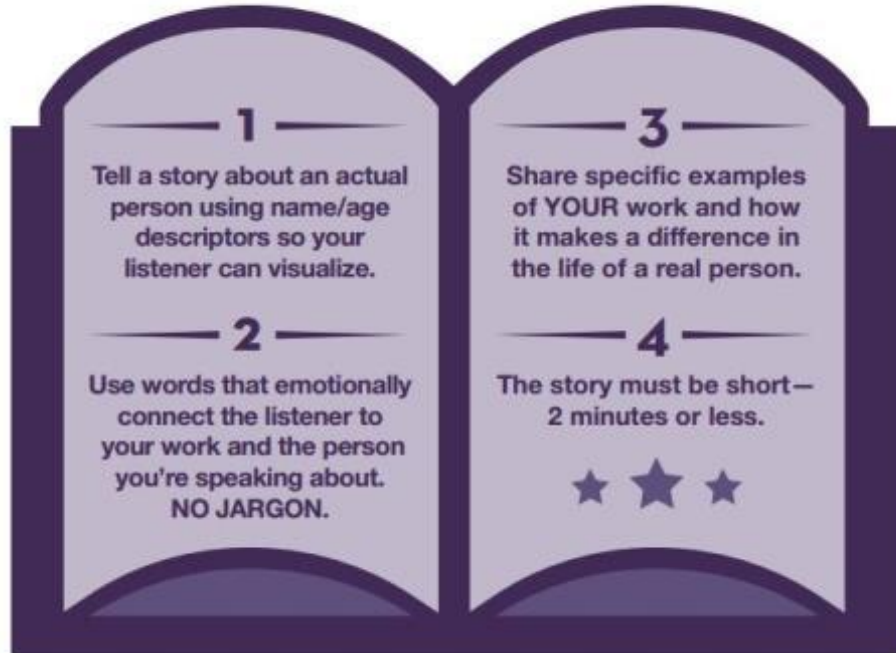 1
Tell a story about an actual
person using name/age
descriptors so your
listener can visualize.
2
Use words that emotionally
connect the listener to
your work and the person
you're speaking about.
NO JARGON.
3
Share specific examples
of YOUR work and how
it makes a difference in
the life of a real person.
4
The story must be short—
2 minutes or less.